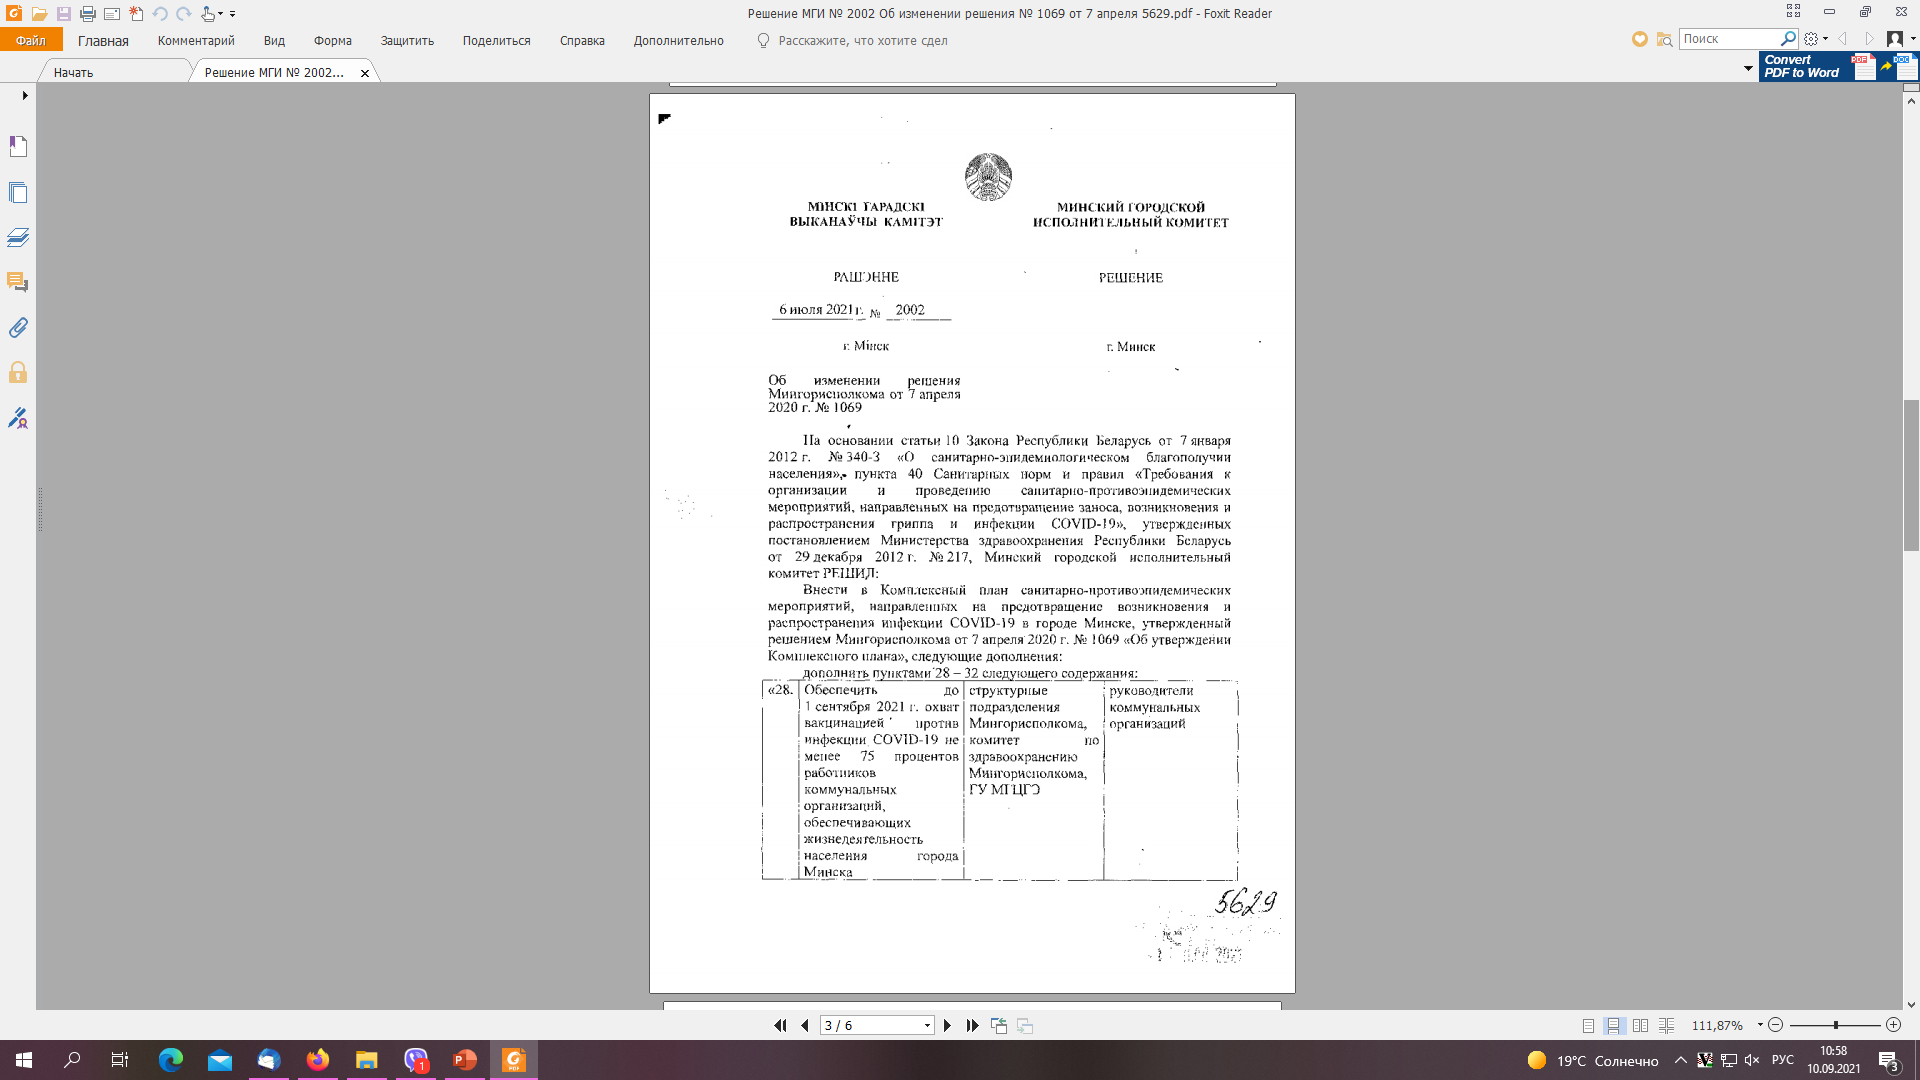 Решение МГИ № 2002 Об изменении решения № 1069 от 7 апреля 5629.pdf - Foxit Reader
Файл Главная Комментарий Вид Форма Защитить Поделиться Справка Дополнительно Расскажите, что хотите сдел Поиск
Начать Решение МГИ № 2002... Convert PDF to Word PDF DOC
МІНСКІ ГАРАДСКІ
ВЫКАНАЎЧЫ КАМІТЭТ
МИНСКИЙ ГОРОДСКОЙ
ИСПОЛНИТЕЛЬНЫЙ КОМИТЕТ
РАШЭННЕ РЕШЕНИЕ
6 июля 2021г. № 2002
г. Мінск г. Минск
Об изменении решения
Мингорисполкома от 7 апреля
2020 г. № 1069
На основании статьи 10 Закона Республики Беларусь от 7 января
2012 г. № 340-З «О санитарно-эпидемиологическом благополучии
населения», пункта 40 Санитарных норм и правил «Требования к
организации и проведению санитарно-противоэпидемических
мероприятий, направленных на предотвращение заноса, возникновения и
распространения гриппа и инфекции COVID-19», утвержденных
постановлением Министерства здравоохранения Республики Беларусь
от 29 декабря 2012 г. № 217, Минский городской исполнительный
комитет РЕШИЛ:
Внести в Комплексный план санитарно-противоэпидемических
мероприятий, направленных на предотвращение возникновения и
распространения инфекции COVID-19 в городе Минске, утвержденный
решением Мингорисполкома от 7 апреля 2020 г. № 1069 «Об утверждении
Комплексного плана», следующие дополнения:
дополнить пунктами 28 – 32 следующего содержания:
«28. Обеспечить до
1 сентября 2021 г. охват
вакцинацией против
инфекции COVID-19 не
менее 75 процентов
работников
коммунальных
организаций,
обеспечивающих
жизнедеятельность
населения города
Минска
структурные
подразделения
Мингорисполкома,
комитет по
здравоохранению
Мингорисполкома,
ГУ МГЦГЭ
руководители
коммунальных
организаций
5629
3 / 6 111,87%
1 19°C Солнечно РУС 10:58
10.09.2021 3